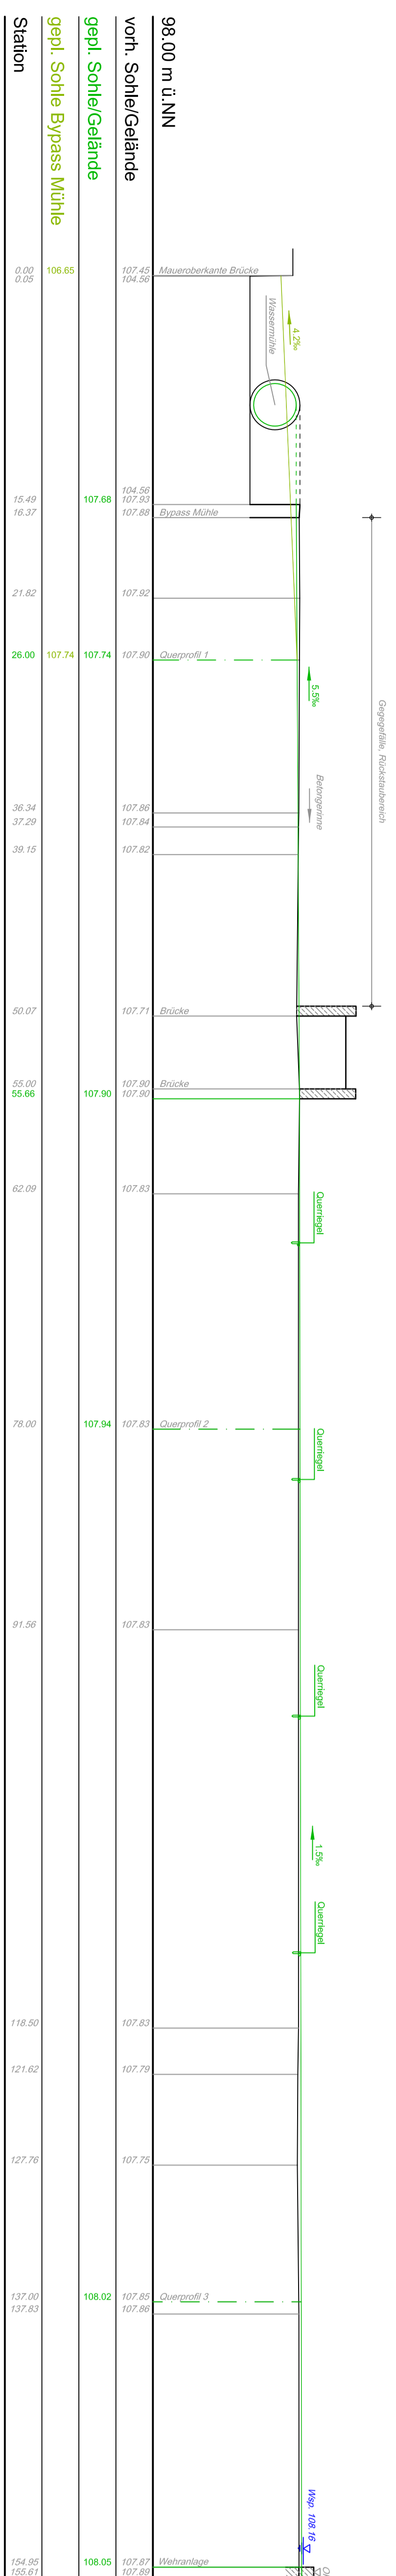 98.00 m ü.NN
vorh. Sohle/Gelände
gepl. Sohle/Gelände
gepl. Sohle Bypass Mühle
Station
0.00 106.65 107.45 Maueroberkante Brücke
0.05 104.56
Wassermühle
4.2‰
104.56
15.49 107.68 107.93
16.37 107.88 Bypass Mühle
21.82 107.92
26.00 107.74 107.74 107.90 Querprofil 1
5.5‰
Gegegefälle, Rückstaubereich
Betongerinne
36.34 107.86
37.29 107.84
39.15 107.82
50.07 107.71 Brücke
55.00 107.90 Brücke
55.66 107.90 107.90
62.09 107.83
Querriegel
78.00 107.94 107.83 Querprofil 2
Querriegel
91.56 107.83
Querriegel
1.5‰
Querriegel
118.50 107.83
121.62 107.79
127.76 107.75
137.00 108.02 107.85 Querprofil 3
137.83 107.86
Wsp. 108.16
154.95 108.05 107.87 Wehranlage
155.61 107.89